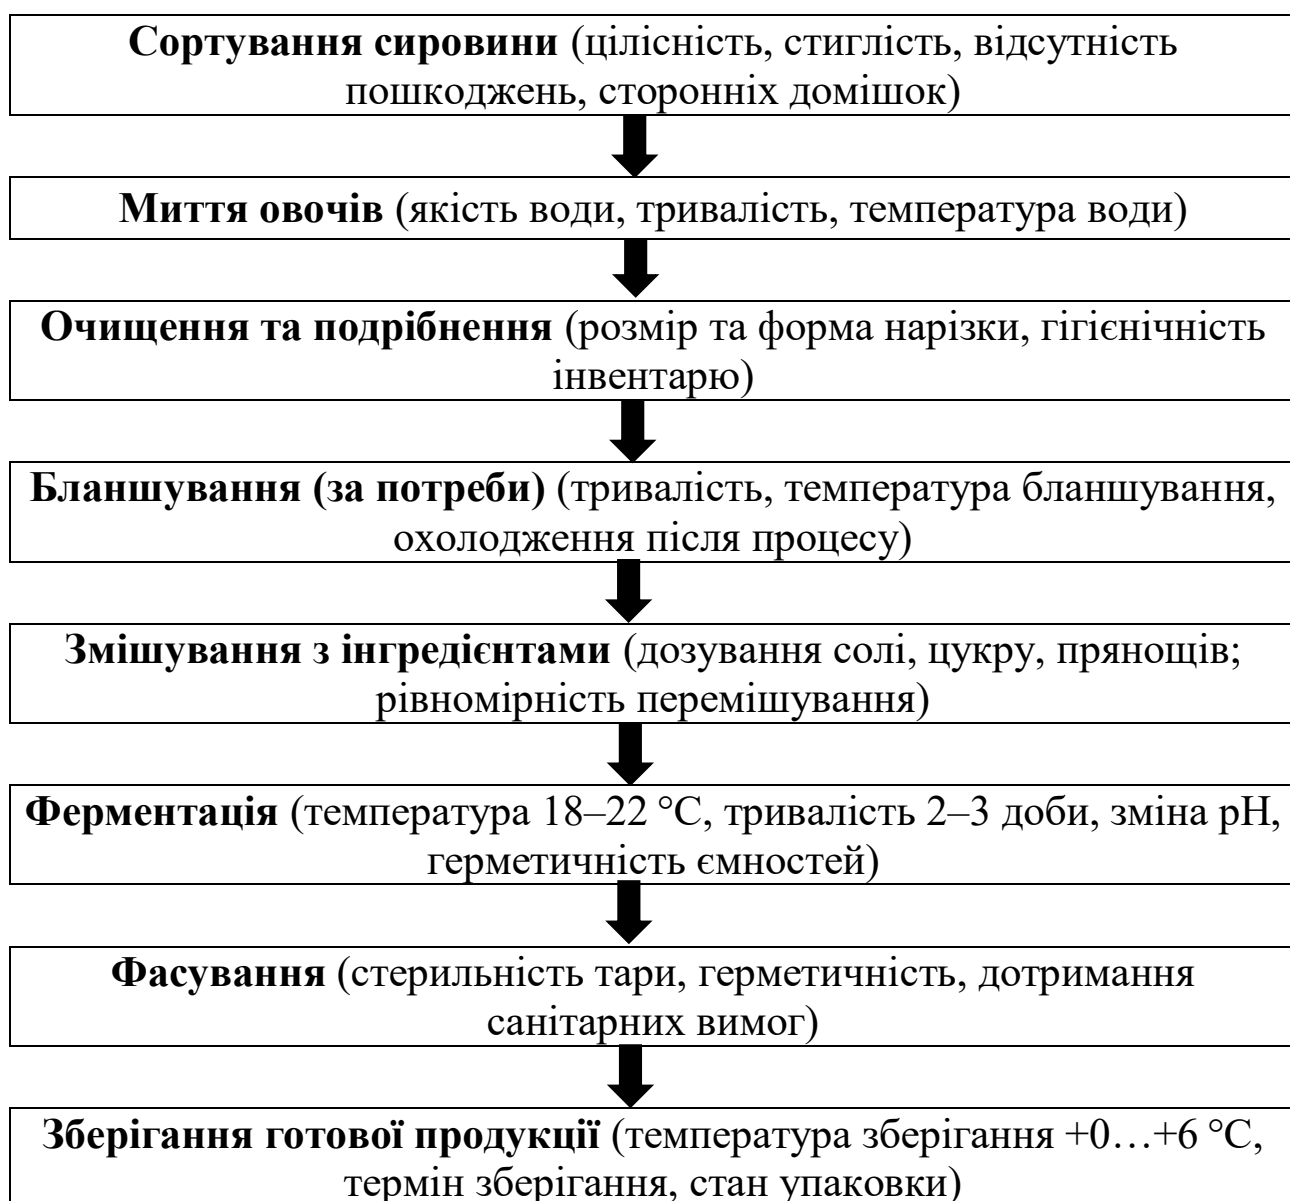 Сортування сировини (цілісність, стиглість, відсутність
пошкоджень, сторонніх домішок)
Миття овочів (якість води, тривалість, температура води)
Очищення та подрібнення (розмір та форма нарізки, гігієнічність
інвентарю)
Бланшування (за потреби) (тривалість, температура бланшування,
охолодження після процесу)
Змішування з інгредієнтами (дозування солі, цукру, прянощів;
рівномірність перемішування)
Ферментація (температура 18–22 °C, тривалість 2–3 доби, зміна pH,
герметичність ємностей)
Фасування (стерильність тари, герметичність, дотримання
санітарних вимог)
Зберігання готової продукції (температура зберігання +0…+6 °C,
термін зберігання, стан упаковки)